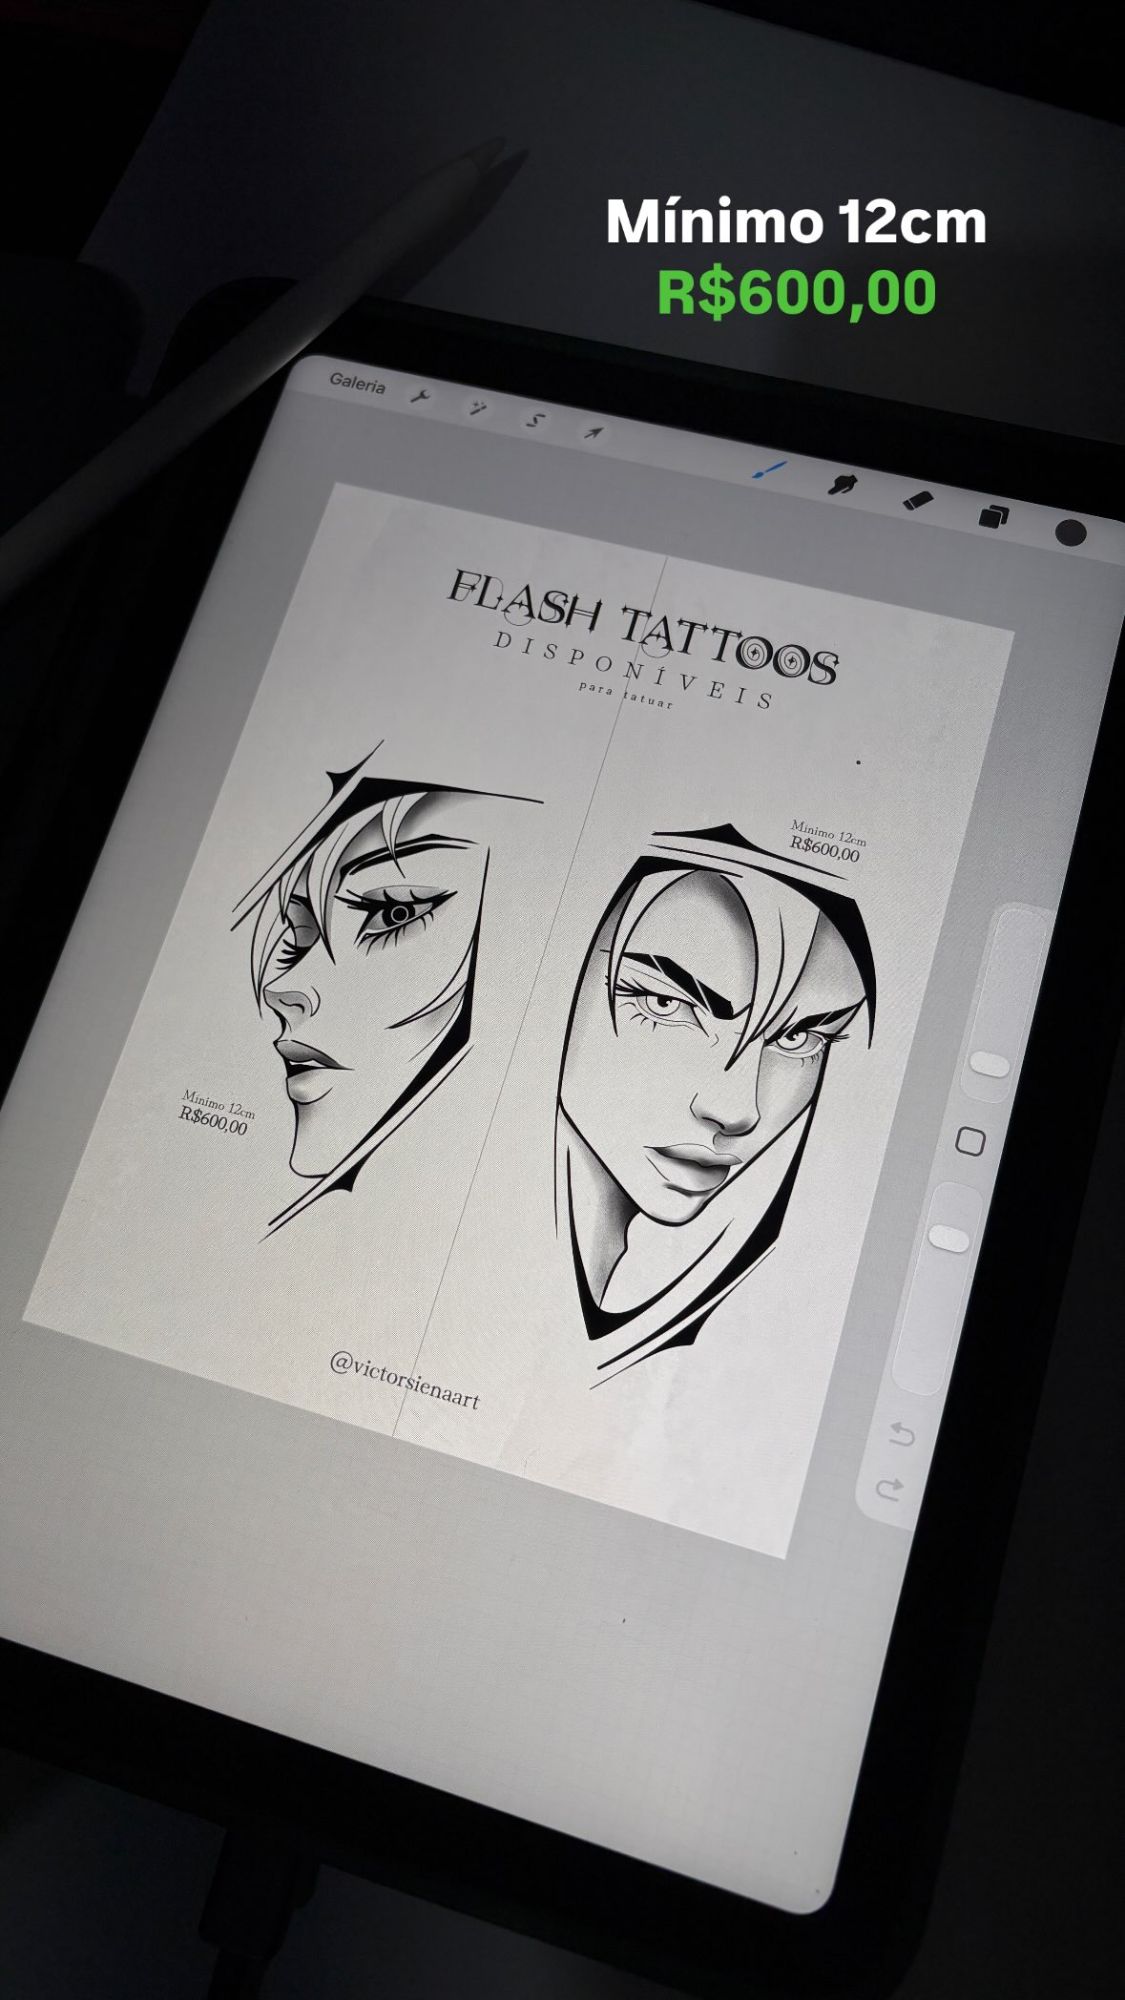 Mínimo 12cm
R$600,00
Galeria
FLASH TATTOOS
DISPONÍVEIS
para tatuar
Mínimo 12cm
R$600,00
Mínimo 12cm
R$600,00
@victorsienaart